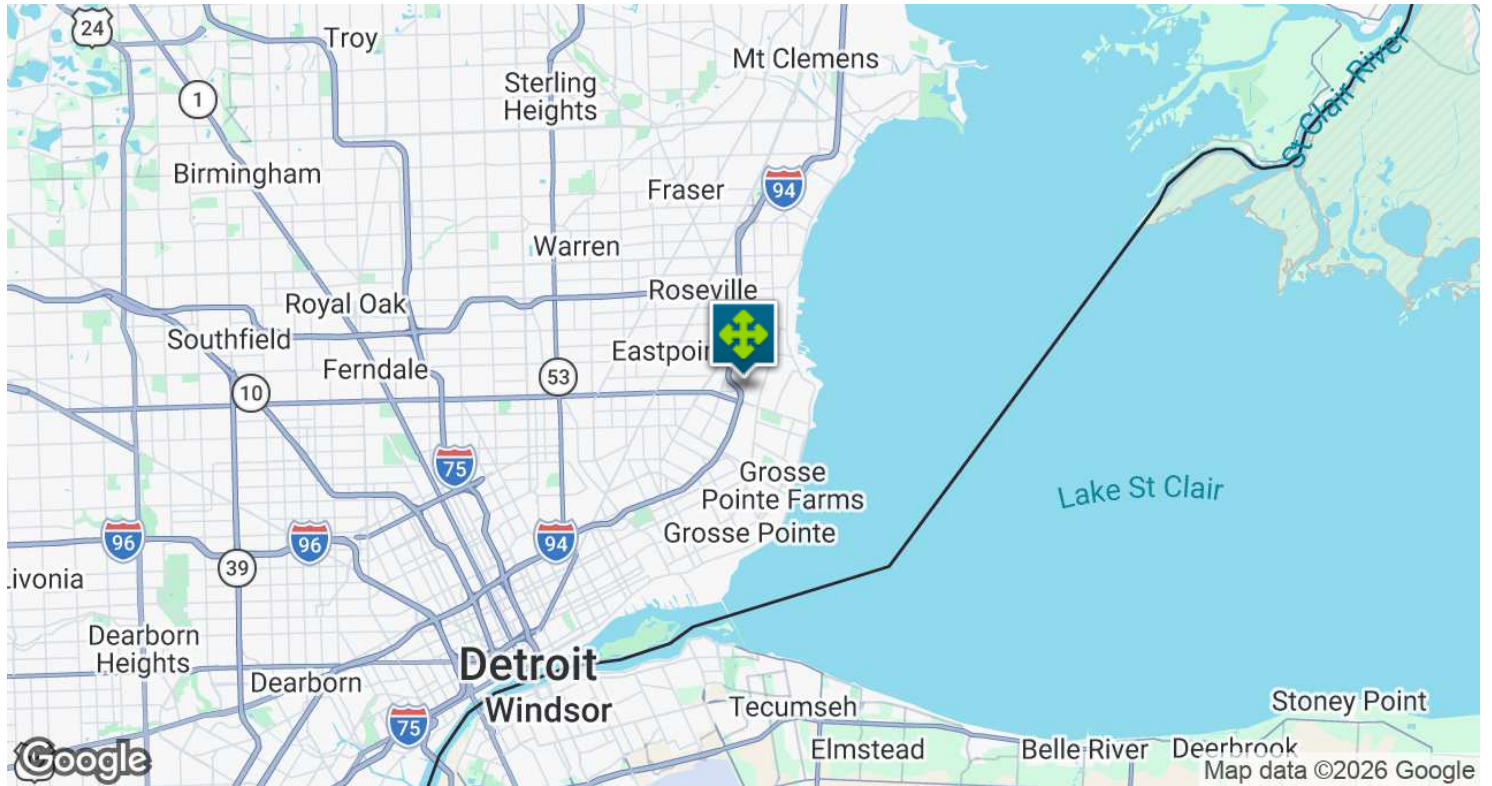 24
Troy
Mt Clemens
Sterling
Heights
1
St Clair River
Birmingham
Fraser
94
Warren
Roseville
Royal Oak
Southfield
Eastpoin
Ferndale
53
10
75
Grosse
Pointe Farms
Lake St Clair
Grosse Pointe
96
96
94
39
Livonia
Dearborn
Heights
Detroit
Dearborn
Windsor
75
Tecumseh
Stoney Point
Elmstead
Belle River
Deerbrook
Google
Map data ©2026 Google